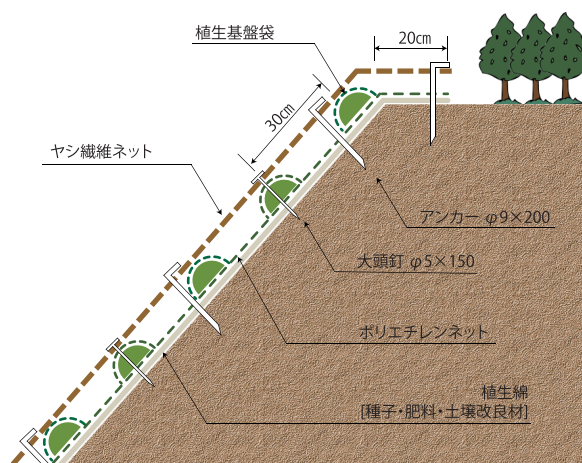 植生基盤袋
20㎝
30㎝
ヤシ繊維ネット
アンカー φ9×200
大頭釘 φ5×150
ポリエチレンネット
植生綿
[種子・肥料・土壌改良材]